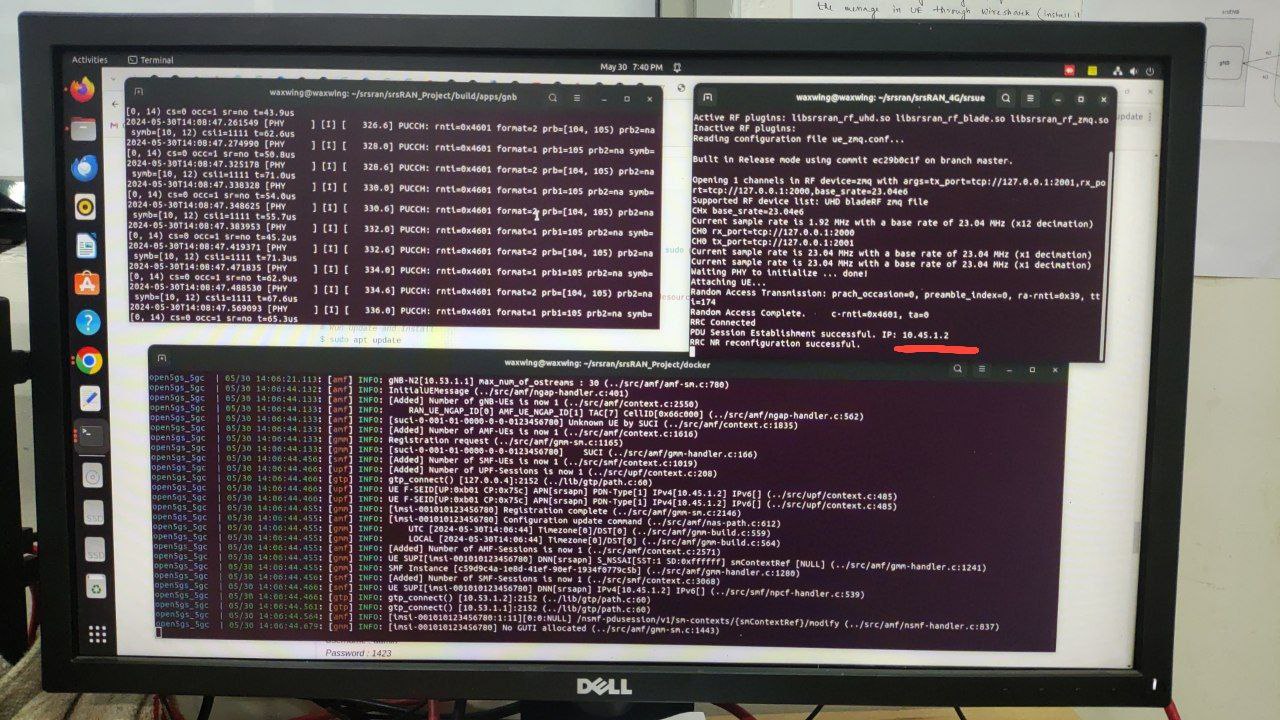 the message in UE through wireshark (install it
gNB
Activities
Terminal
May 30 7:40 PM
waxwing@waxwing: ~/srsran/srsRAN_Project/build/apps/gnb
[0, 14) cs=0 occ=1 sr=no t=43.9us
2024-05-30T14:08:47.261549 [PHY ] [I] [ 326.6] PUCCH: rnti=0x4601 format=2 prb=[104, 105) prb2=na
symb=[10, 12) csi1=1111 t=62.6us
2024-05-30T14:08:47.274990 [PHY ] [I] [ 328.0] PUCCH: rnti=0x4601 format=1 prb1=105 prb2=na symb=
[0, 14) cs=0 occ=1 sr=no t=50.8us
2024-05-30T14:08:47.325178 [PHY ] [I] [ 328.6] PUCCH: rnti=0x4601 format=2 prb=[104, 105) prb2=na
symb=[10, 12) csi1=1111 t=71.0us
2024-05-30T14:08:47.338328 [PHY ] [I] [ 330.0] PUCCH: rnti=0x4601 format=1 prb1=105 prb2=na symb=
[0, 14) cs=0 occ=1 sr=no t=54.0us
2024-05-30T14:08:47.348625 [PHY ] [I] [ 330.6] PUCCH: rnti=0x4601 format=2 prb=[104, 105) prb2=na
symb=[10, 12) csi1=1111 t=55.7us
2024-05-30T14:08:47.383953 [PHY ] [I] [ 332.0] PUCCH: rnti=0x4601 format=1 prb1=105 prb2=na symb=
[0, 14) cs=0 occ=1 sr=no t=45.2us
2024-05-30T14:08:47.419371 [PHY ] [I] [ 332.6] PUCCH: rnti=0x4601 format=2 prb=[104, 105) prb2=na
symb=[10, 12) csi1=1111 t=71.3us
2024-05-30T14:08:47.471835 [PHY ] [I] [ 334.0] PUCCH: rnti=0x4601 format=1 prb1=105 prb2=na symb=
[0, 14) cs=0 occ=1 sr=no t=62.9us
2024-05-30T14:08:47.488530 [PHY ] [I] [ 334.6] PUCCH: rnti=0x4601 format=2 prb=[104, 105) prb2=na
symb=[10, 12) csi1=1111 t=67.6us
2024-05-30T14:08:47.569093 [PHY ] [I] [ 336.0] PUCCH: rnti=0x4601 format=1 prb1=105 prb2=na symb=
[0, 14) cs=0 occ=1 sr=no t=65.3us
sudo
# Run update and install
$ sudo apt update
waxwing@waxwing: ~/srsran/srsRAN_4G/srsue
update
Active RF plugins: libsrsran_rf_uhd.so libsrsran_rf_blade.so libsrsran_rf_zmq.so
Inactive RF plugins:
Reading configuration file ue_zmq.conf...
Built in Release mode using commit ec29b0c1f on branch master.
Opening 1 channels in RF device=zmq with args=tx_port=tcp://127.0.0.1:2001,rx_po
rt=tcp://127.0.0.1:2000,base_srate=23.04e6
Supported RF device list: UHD bladeRF zmq file
CHx base_srate=23.04e6
Current sample rate is 1.92 MHz with a base rate of 23.04 MHz (x12 decimation)
CH0 rx_port=tcp://127.0.0.1:2000
CH0 tx_port=tcp://127.0.0.1:2001
Current sample rate is 23.04 MHz with a base rate of 23.04 MHz (x1 decimation)
Current sample rate is 23.04 MHz with a base rate of 23.04 MHz (x1 decimation)
Waiting PHY to initialize ... done!
Attaching UE...
Random Access Transmission: prach_occasion=0, preamble_index=0, ra-rnti=0x39, tt
i=174
Random Access Complete. c-rnti=0x4601, ta=0
RRC Connected
PDU Session Establishment successful. IP: 10.45.1.2
RRC NR reconfiguration successful.
waxwing@waxwing: ~/srsran/srsRAN_Project/docker
open5gs_5gc | 05/30 14:06:21.113: [amf] INFO: gNB-N2[10.53.1.1] max_num_of_ostreams : 30 (../src/amf/amf-sm.c:780)
open5gs_5gc | 05/30 14:06:44.132: [amf] INFO: InitialUEMessage (../src/amf/ngap-handler.c:401)
open5gs_5gc | 05/30 14:06:44.133: [amf] INFO: [Added] Number of gNB-UEs is now 1 (../src/amf/context.c:2550)
open5gs_5gc | 05/30 14:06:44.133: [amf] INFO: RAN_UE_NGAP_ID[0] AMF_UE_NGAP_ID[1] TAC[7] CellID[0x66c000] (../src/amf/ngap-handler.c:562)
open5gs_5gc | 05/30 14:06:44.133: [amf] INFO: [suci-0-001-01-0000-0-0-0123456780] Unknown UE by SUCI (../src/amf/context.c:1835)
open5gs_5gc | 05/30 14:06:44.133: [amf] INFO: [Added] Number of AMF-UEs is now 1 (../src/amf/context.c:1616)
open5gs_5gc | 05/30 14:06:44.133: [gmm] INFO: Registration request (../src/amf/gmm-sm.c:1165)
open5gs_5gc | 05/30 14:06:44.133: [gmm] INFO: [suci-0-001-01-0000-0-0-0123456780] SUCI (../src/amf/gmm-handler.c:166)
open5gs_5gc | 05/30 14:06:44.456: [smf] INFO: [Added] Number of SMF-UEs is now 1 (../src/smf/context.c:1019)
open5gs_5gc | 05/30 14:06:44.456: [upf] INFO: [Added] Number of UPF-Sessions is now 1 (../src/upf/context.c:208)
open5gs_5gc | 05/30 14:06:44.564: [gtp] INFO: gtp_connect() [127.0.0.4]:2152 (../lib/gtp/path.c:60)
open5gs_5gc | 05/30 14:06:44.566: [upf] INFO: UE F-SEID[UP:0xb01 CP:0x75c] APN[srsapn] PDN-Type[1] IPv4[10.45.1.2] IPv6[] (../src/upf/context.c:485)
open5gs_5gc | 05/30 14:06:44.566: [upf] INFO: UE F-SEID[UP:0xb01 CP:0x75c] APN[srsapn] PDN-Type[1] IPv4[10.45.1.2] IPv6[] (../src/upf/context.c:485)
open5gs_5gc | 05/30 14:06:44.455: [gmm] INFO: [imsi-001010123456780] Registration complete (../src/amf/gmm-sm.c:2146)
open5gs_5gc | 05/30 14:06:44.455: [amf] INFO: [imsi-001010123456780] Configuration update command (../src/amf/nas-path.c:612)
open5gs_5gc | 05/30 14:06:44.455: [gmm] INFO: UTC [2024-05-30T14:06:44] Timezone[0]/DST[0] (../src/amf/gmm-build.c:559)
open5gs_5gc | 05/30 14:06:44.455: [gmm] INFO: LOCAL [2024-05-30T14:06:44] Timezone[0]/DST[0] (../src/amf/gmm-build.c:564)
open5gs_5gc | 05/30 14:06:44.455: [amf] INFO: [Added] Number of AMF-Sessions is now 1 (../src/amf/context.c:2571)
open5gs_5gc | 05/30 14:06:44.455: [gmm] INFO: UE SUPI[imsi-001010123456780] DNN[srsapn] S_NSSAI[SST:1 SD:0xffffff] smContextRef [NULL] (../src/amf/gmm-handler.c:1241)
open5gs_5gc | 05/30 14:06:44.455: [gmm] INFO: SMF Instance [c59d9c4a-1e8d-41ef-90ef-1934f0779c5b] (../src/amf/gmm-handler.c:1280)
open5gs_5gc | 05/30 14:06:44.456: [smf] INFO: [Added] Number of SMF-Sessions is now 1 (../src/smf/context.c:3068)
open5gs_5gc | 05/30 14:06:44.564: [smf] INFO: UE SUPI[imsi-001010123456780] DNN[srsapn] IPv4[10.45.1.2] IPv6[] (../src/smf/npcf-handler.c:539)
open5gs_5gc | 05/30 14:06:44.564: [gtp] INFO: gtp_connect() [10.53.1.2]:2152 (../lib/gtp/path.c:60)
open5gs_5gc | 05/30 14:06:44.566: [gtp] INFO: gtp_connect() [10.53.1.1]:2152 (../lib/gtp/path.c:60)
open5gs_5gc | 05/30 14:06:44.561: [gmm] INFO: [imsi-001010123456780:1:11][0:0:NULL] /nsmf-pdusession/v1/sm-contexts/{smContextRef}/modify (../src/amf/nsmf-handler.c:837)
open5gs_5gc | 05/30 14:06:44.679: [gmm] INFO: [imsi-001010123456780] No GUTI allocated (../src/amf/gmm-sm.c:1443)
Password : 1423
DELL